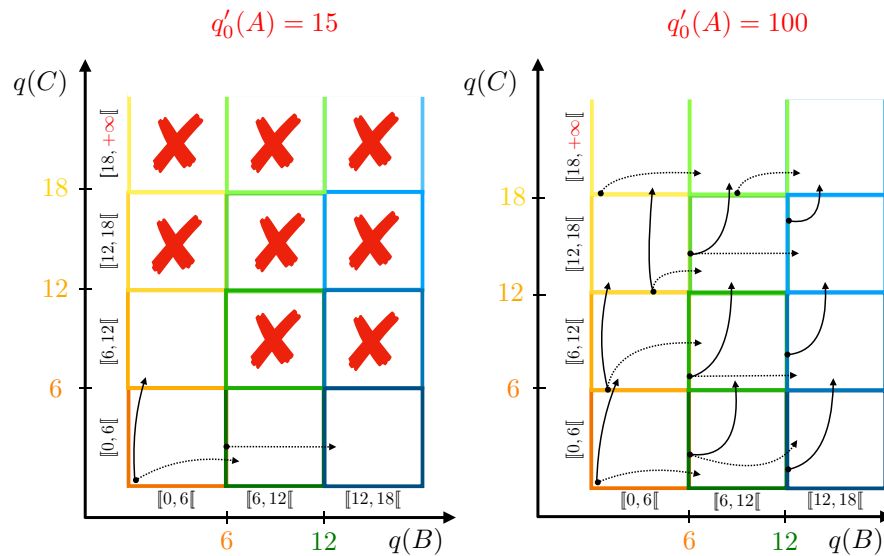 q′₀(A) = 15
q(C)
18
12
6
⟦18, +∞⟦
⟦12, 18⟦
⟦6, 12⟦
⟦0, 6⟦
⟦0, 6⟦ ⟦6, 12⟦ ⟦12, 18⟦
6 12 q(B)
q′₀(A) = 100
q(C)
18
12
6
⟦18, +∞⟦
⟦12, 18⟦
⟦6, 12⟦
⟦0, 6⟦
⟦0, 6⟦ ⟦6, 12⟦ ⟦12, 18⟦
6 12 q(B)